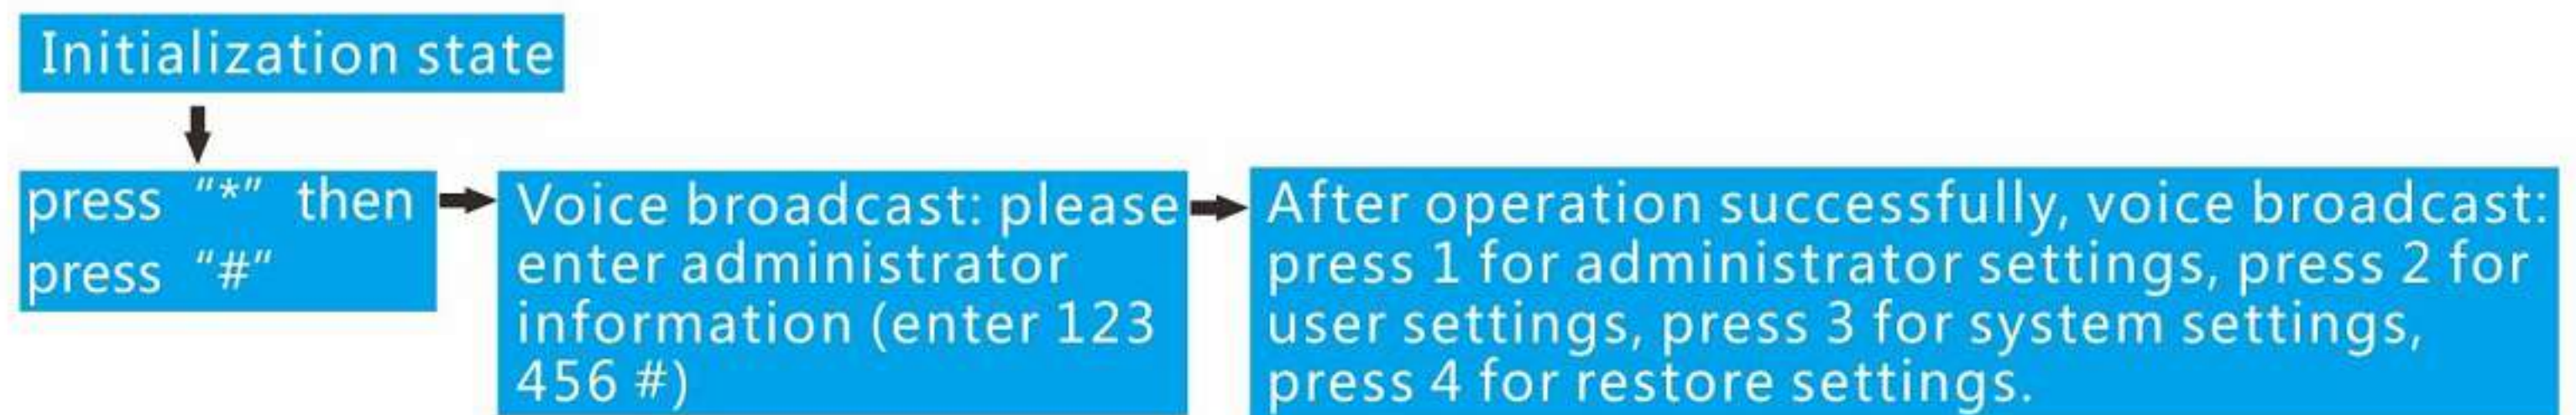 Initialization state
press "*" then
press "#"
Voice broadcast: please
enter administrator
information (enter 123
456 #)
After operation successfully, voice broadcast:
press 1 for administrator settings, press 2 for
user settings, press 3 for system settings,
press 4 for restore settings.